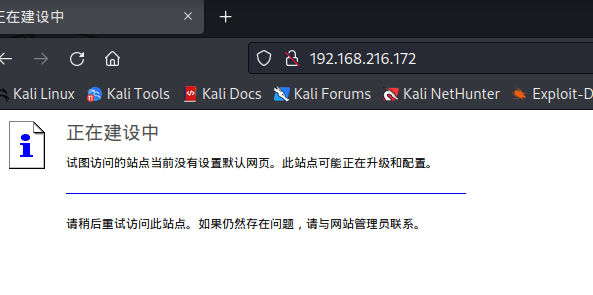 正在建设中
192.168.216.172
Kali Linux Kali Tools Kali Docs Kali Forums Kali NetHunter Exploit-D
正在建设中
试图访问的站点当前没有设置默认网页。此站点可能正在升级和配置。
请稍后重试访问此站点。如果仍然存在问题，请与网站管理员联系。